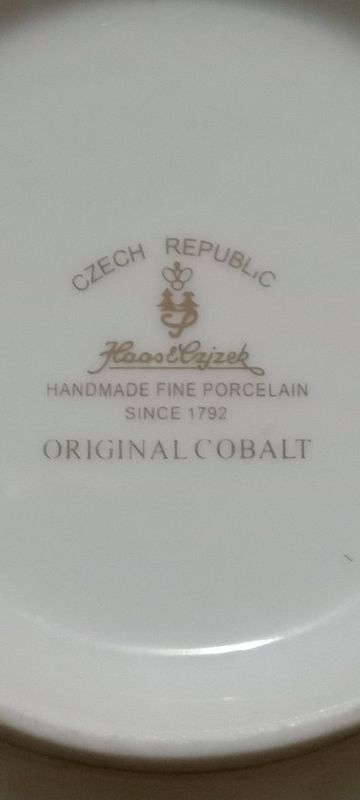 CZECH REPUBLIC
Haas & Czjzek
HANDMADE FINE PORCELAIN
SINCE 1792
ORIGINAL COBALT